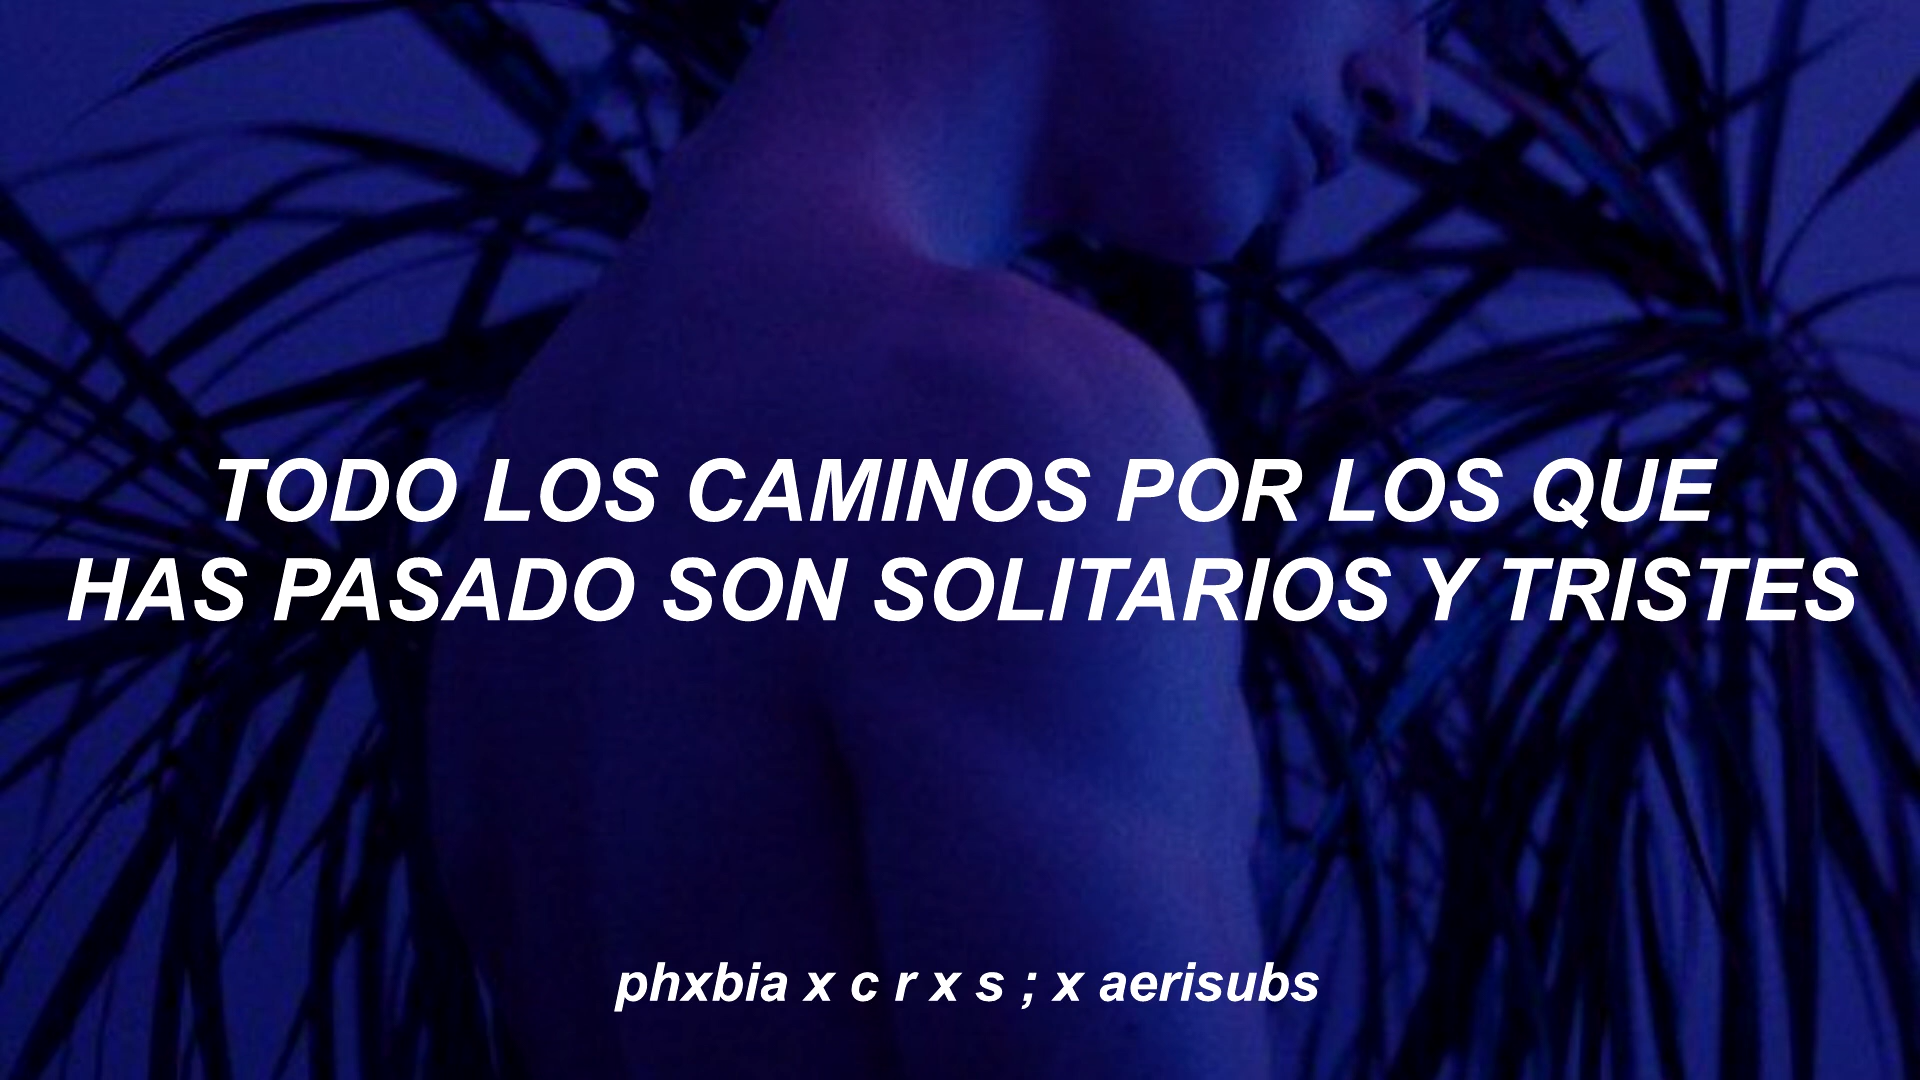 TODO LOS CAMINOS POR LOS QUE
HAS PASADO SON SOLITARIOS Y TRISTES
phxbia x c r x s ; x aerisubs